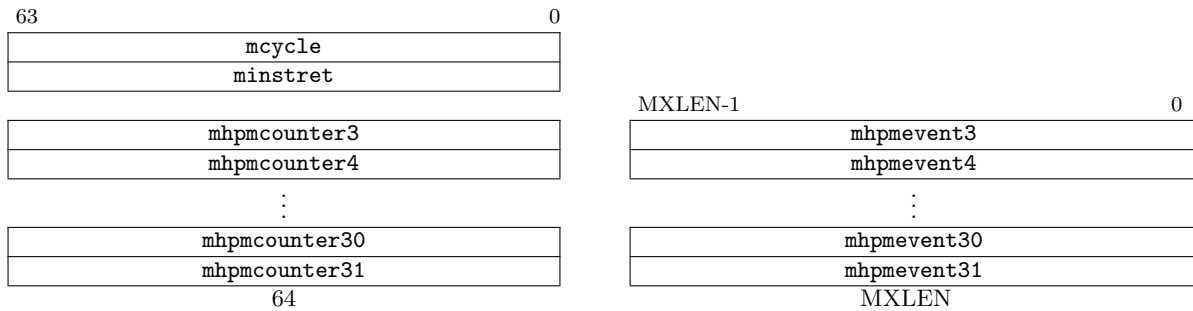 63 0
mcycle
minstret
MXLEN-1 0
mhpmcounter3 mhpmevent3
mhpmcounter4 mhpmevent4
⋮ ⋮
mhpmcounter30 mhpmevent30
mhpmcounter31 mhpmevent31
64 MXLEN